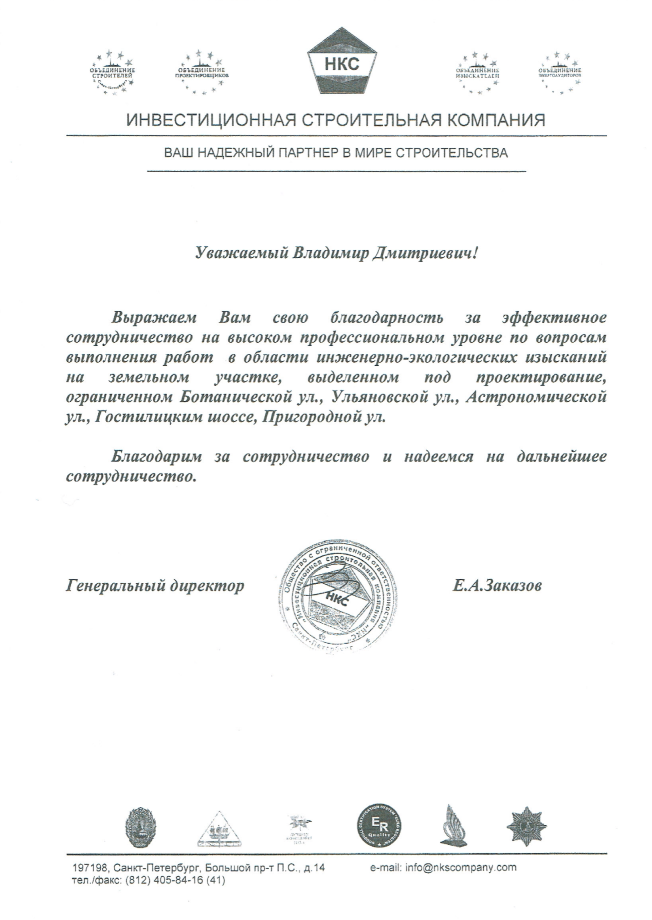 ОБЪЕДИНЕНИЕ СТРОИТЕЛЕЙ
ОБЪЕДИНЕНИЕ ПРОЕКТИРОВЩИКОВ
НКС
ОБЪЕДИНЕНИЕ ИЗЫСКАТЕЛЕЙ
ОБЪЕДИНЕНИЕ ЭНЕРГОАУДИТОРОВ
ИНВЕСТИЦИОННАЯ СТРОИТЕЛЬНАЯ КОМПАНИЯ
ВАШ НАДЕЖНЫЙ ПАРТНЕР В МИРЕ СТРОИТЕЛЬСТВА
Уважаемый Владимир Дмитриевич!
Выражаем Вам свою благодарность за эффективное
сотрудничество на высоком профессиональном уровне по вопросам
выполнения работ в области инженерно-экологических изысканий
на земельном участке, выделенном под проектирование,
ограниченном Ботанической ул., Ульяновской ул., Астрономической
ул., Гостилицким шоссе, Пригородной ул.
Благодарим за сотрудничество и надеемся на дальнейшее
сотрудничество.
Генеральный директор
Общество с ограниченной ответственностью
"Инвестиционная строительная компания "НКС"
Санкт-Петербург
НКС
Е.А.Заказов
ER
Quality
197198, Санкт-Петербург, Большой пр-т П.С., д.14 e-mail: info@nkscompany.com
тел./факс: (812) 405-84-16 (41)